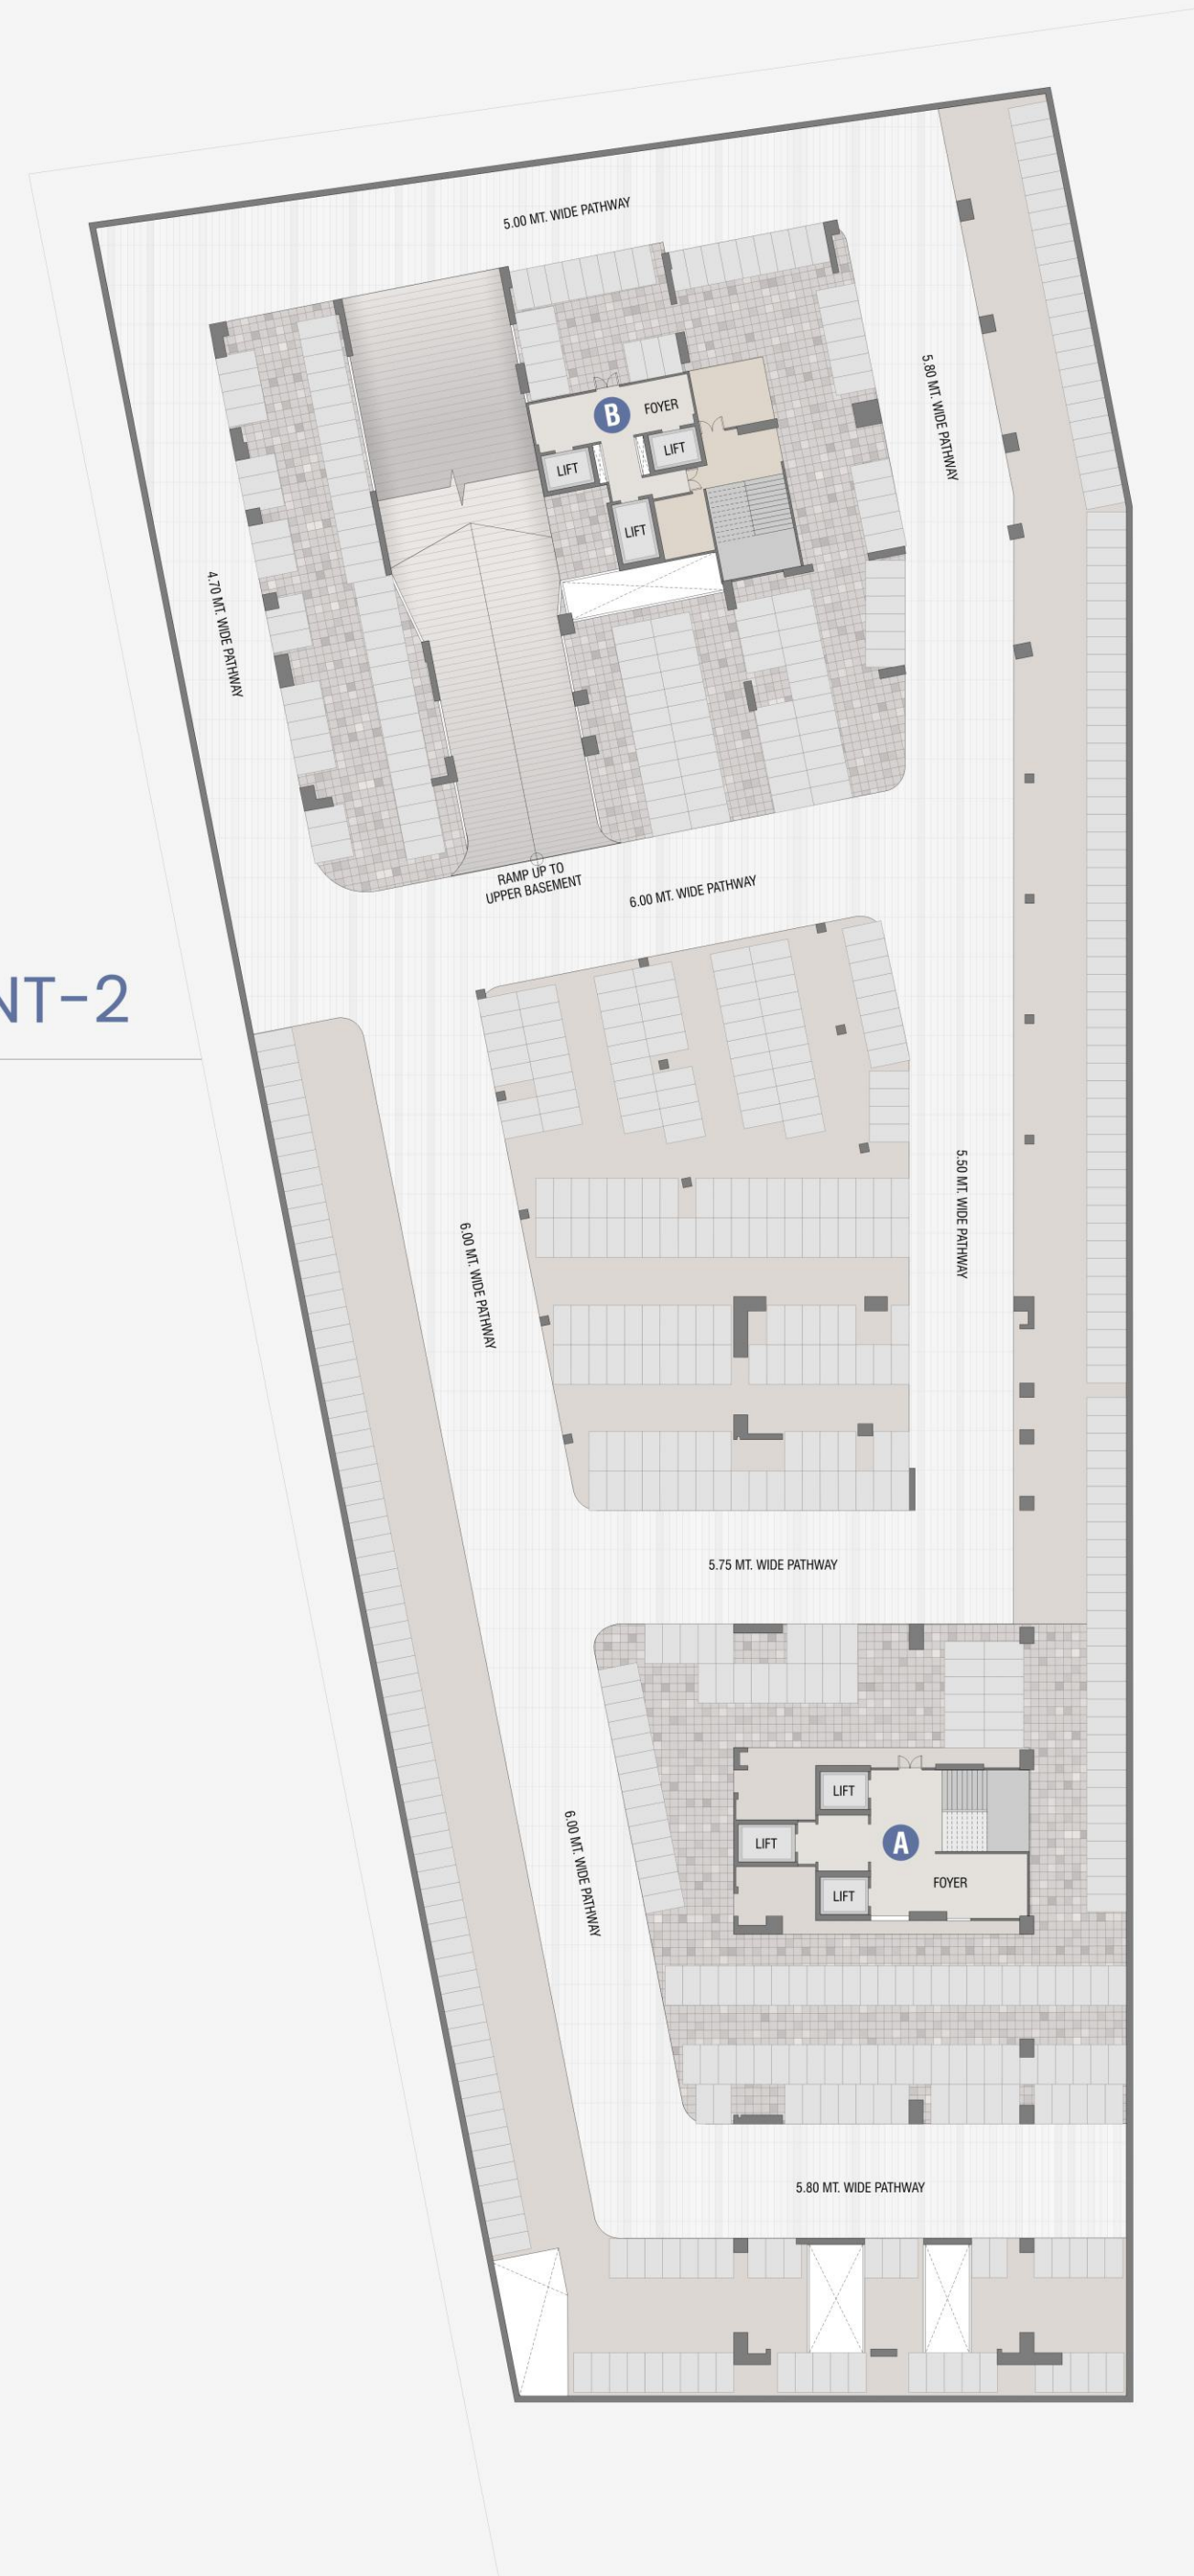 5.00 MT. WIDE PATHWAY
5.80 MT. WIDE PATHWAY
B
FOYER
LIFT
LIFT
LIFT
4.70 MT. WIDE PATHWAY
RAMP UP TO
UPPER BASEMENT
6.00 MT. WIDE PATHWAY
NT-2
6.00 MT. WIDE PATHWAY
5.50 MT. WIDE PATHWAY
5.75 MT. WIDE PATHWAY
LIFT
LIFT
A
FOYER
LIFT
6.00 MT. WIDE PATHWAY
5.80 MT. WIDE PATHWAY